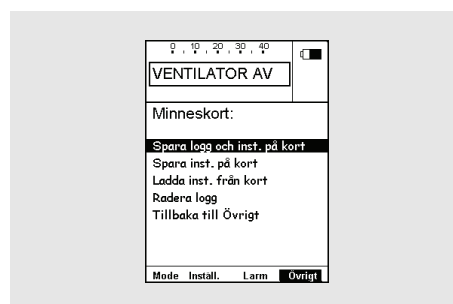 0 10 20 30 40
VENTILATOR AV
Minneskort:
Spara logg och inst. på kort
Spara inst. på kort
Ladda inst. från kort
Radera logg
Tillbaka till Övrigt
Mode Inställ. Larm Övrigt